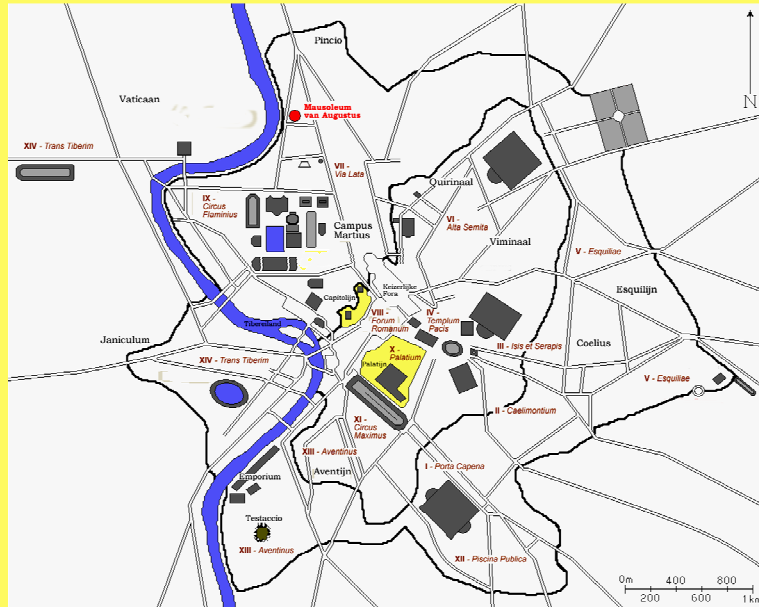 Pincio
N
Vaticaan
Mausoleum
van Augustus
XIV - Trans Tiberim
VII -
Via Lata
Quirinaal
IX -
Circus
Flaminius
Campus
Martius
VI -
Alta Semita
Viminaal
V - Esquiliae
Keizerlijke
Fora
Esquilijn
Capitolijn
VIII -
Forum
Romanum
IV -
Templum
Pacis
Tibereiland
Janiculum
III - Isis et Serapis
Coelius
X -
Palatium
XIV - Trans Tiberim
Palatijn
V - Esquiliae
II - Caelimontium
XI -
Circus
Maximus
XIII - Aventinus
Aventijn
I - Porta Capena
Emporium
Testaccio
XIII - Aventinus
XII - Piscina Publica
0m 400 800
200 600 1km